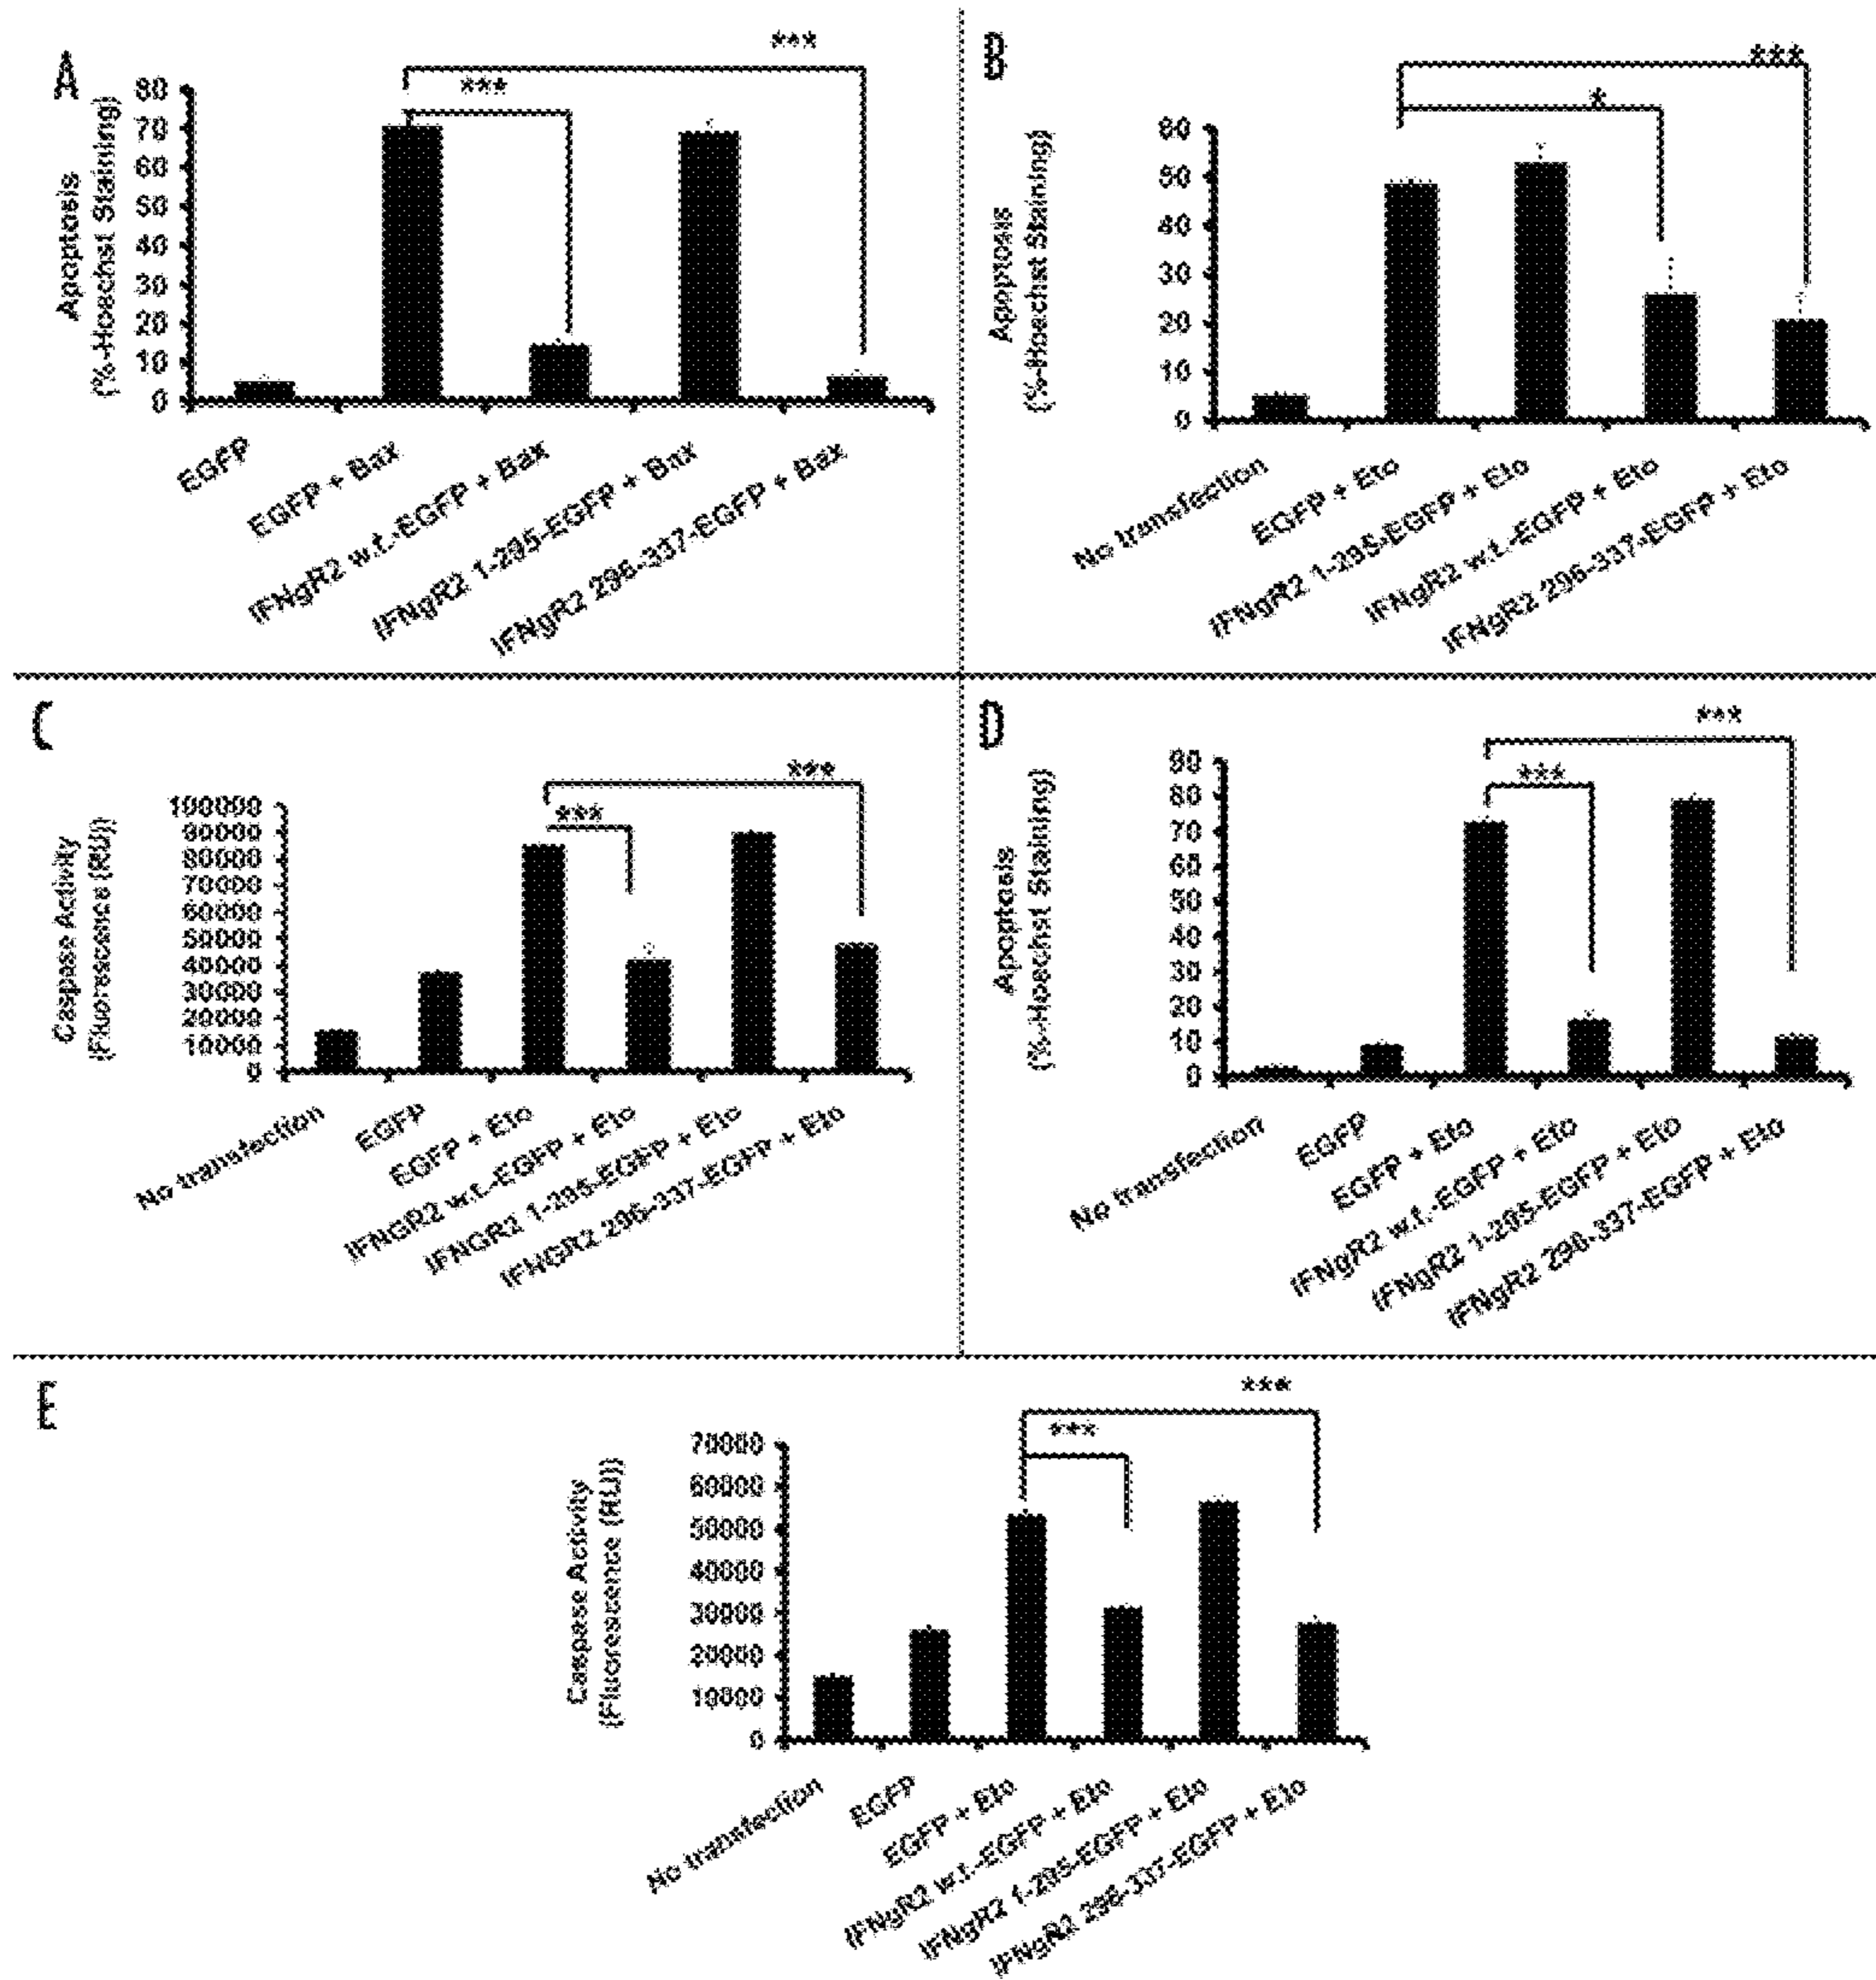 A
***
***
Apoptosis
(%-Hoechst Staining)
80
70
60
50
40
30
20
10
0
EGFP
EGFP + Bax
IFNgR2 w.t.-EGFP + Bax
IFNgR2 1-295-EGFP + Bax
IFNgR2 296-337-EGFP + Bax
B
***
*
Apoptosis
(%-Hoechst Staining)
60
50
40
30
20
10
0
No transfection
EGFP + Eto
IFNgR2 1-295-EGFP + Eto
IFNgR2 w.t.-EGFP + Eto
IFNgR2 296-337-EGFP + Eto
C
***
***
Caspase Activity
(Fluorescence (RU))
100000
90000
80000
70000
60000
50000
40000
30000
20000
10000
0
No transfection
EGFP
EGFP + Eto
IFNGR2 w.t.-EGFP + Eto
IFNGR2 1-295-EGFP + Eto
IFNGR2 296-337-EGFP + Eto
D
***
***
Apoptosis
(%-Hoechst Staining)
90
80
70
60
50
40
30
20
10
0
No transfection
EGFP
EGFP + Eto
IFNgR2 w.t.-EGFP + Eto
IFNgR2 1-295-EGFP + Eto
IFNgR2 296-337-EGFP + Eto
E
***
***
Caspase Activity
(Fluorescence (RU))
70000
60000
50000
40000
30000
20000
10000
0
No transfection
EGFP
EGFP + Eto
IFNgR2 w.t.-EGFP + Eto
IFNgR2 1-295-EGFP + Eto
IFNgR2 296-337-EGFP + Eto